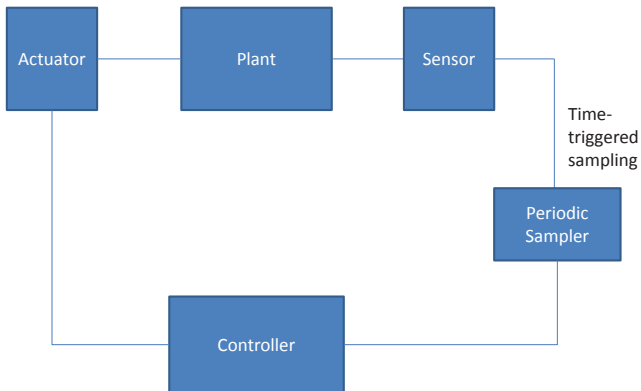 Actuator
Plant
Sensor
Time-
triggered
sampling
Periodic
Sampler
Controller